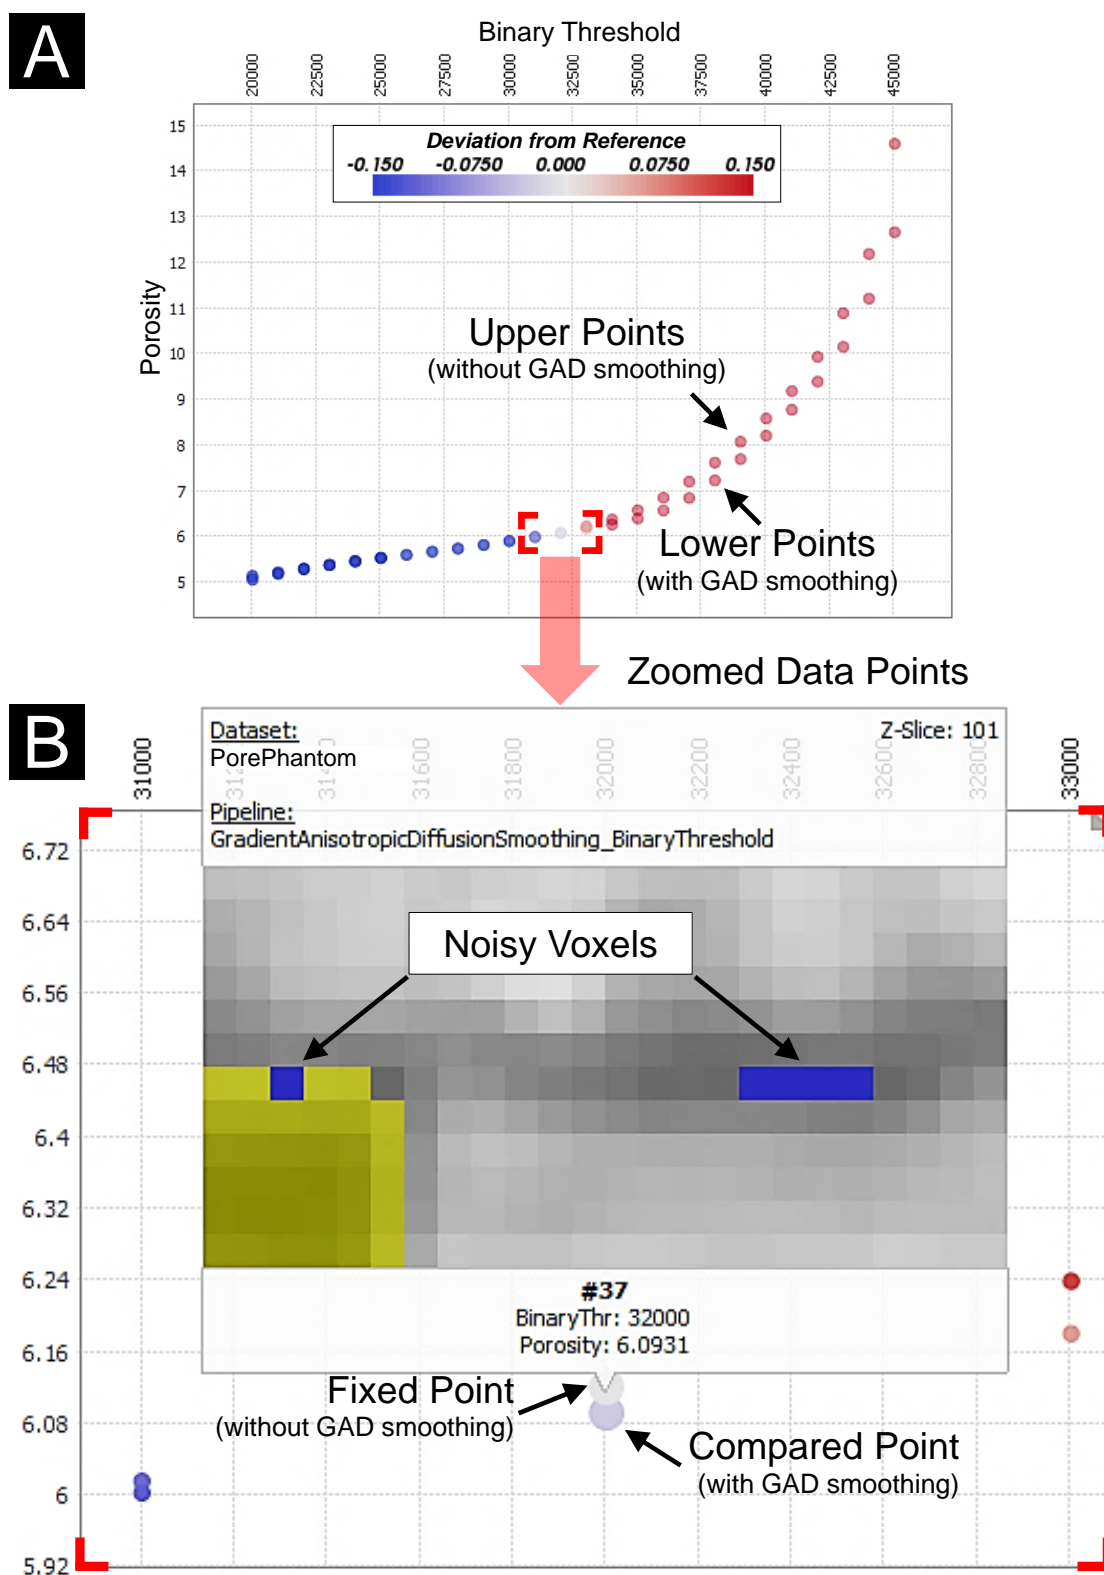 A
Binary Threshold
20000 22500 25000 27500 30000 32500 35000 37500 40000 42500 45000
Deviation from Reference
-0.150 -0.0750 0.000 0.0750 0.150
Porosity
15
14
13
12
11
10
9
8
7
6
5
Upper Points
(without GAD smoothing)
Lower Points
(with GAD smoothing)
Zoomed Data Points
B
31000 31200 31400 31600 31800 32000 32200 32400 32600 32800 33000
Dataset:
PorePhantom
Z-Slice: 101
Pipeline:
GradientAnisotropicDiffusionSmoothing_BinaryThreshold
6.72
6.64
6.56
6.48
6.4
6.32
6.24
6.16
6.08
6
5.92
Noisy Voxels
#37
BinaryThr: 32000
Porosity: 6.0931
Fixed Point
(without GAD smoothing)
Compared Point
(with GAD smoothing)